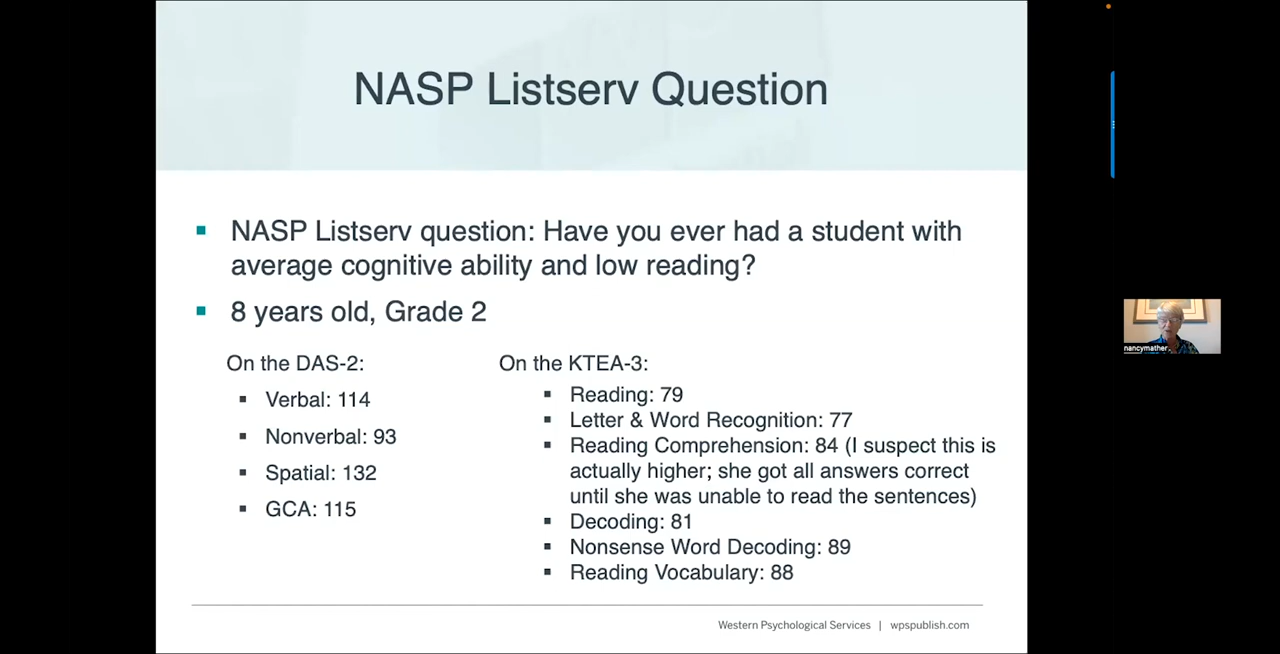 NASP Listserv Question
NASP Listserv question: Have you ever had a student with
average cognitive ability and low reading?
8 years old, Grade 2
On the DAS-2:
Verbal: 114
Nonverbal: 93
Spatial: 132
GCA: 115
On the KTEA-3:
Reading: 79
Letter & Word Recognition: 77
Reading Comprehension: 84 (I suspect this is
actually higher; she got all answers correct
until she was unable to read the sentences)
Decoding: 81
Nonsense Word Decoding: 89
Reading Vocabulary: 88
Western Psychological Services | wpspublish.com
nancymather